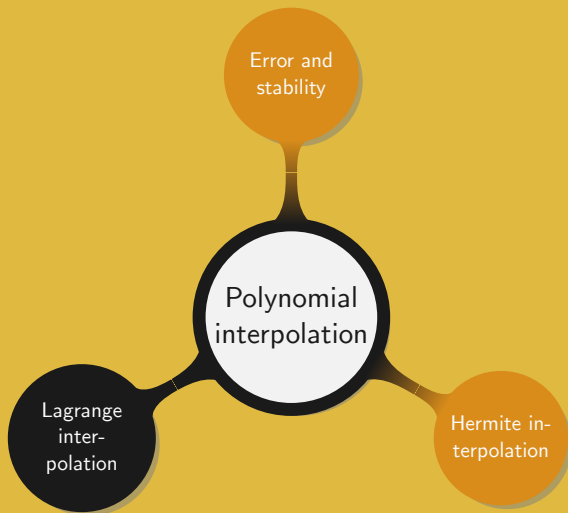 Error and
stability
Polynomial
interpolation
Lagrange
inter-
polation
Hermite in-
terpolation